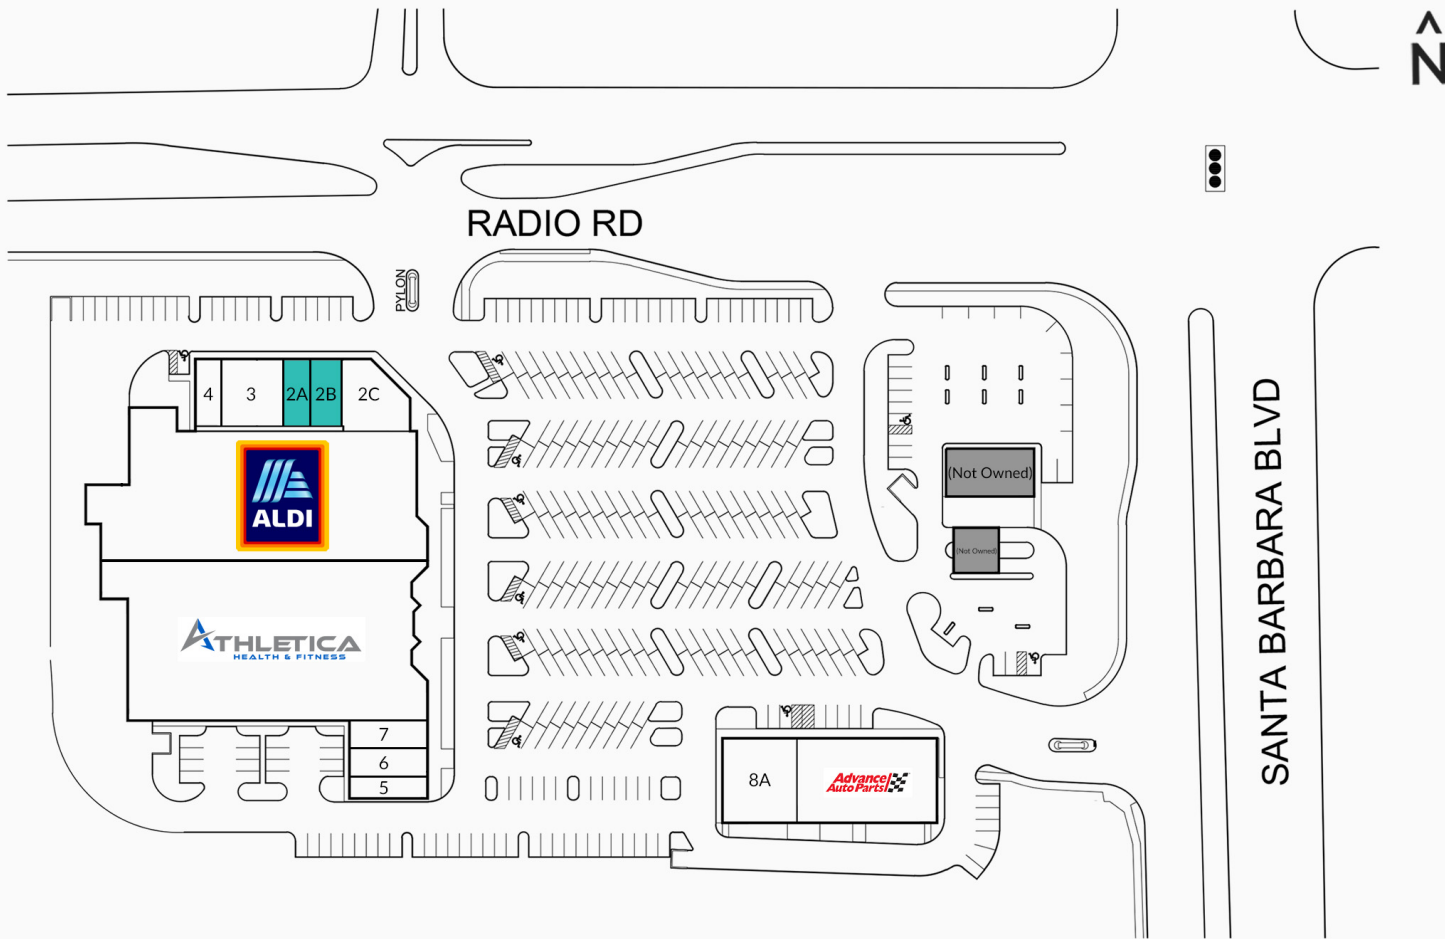 N
RADIO RD
PYLON
4
3
2A
2B
2C
ALDI
ATHLETICA
HEALTH & FITNESS
7
6
5
8A
Advance
Auto Parts
(Not Owned)
(Not Owned)
SANTA BARBARA BLVD